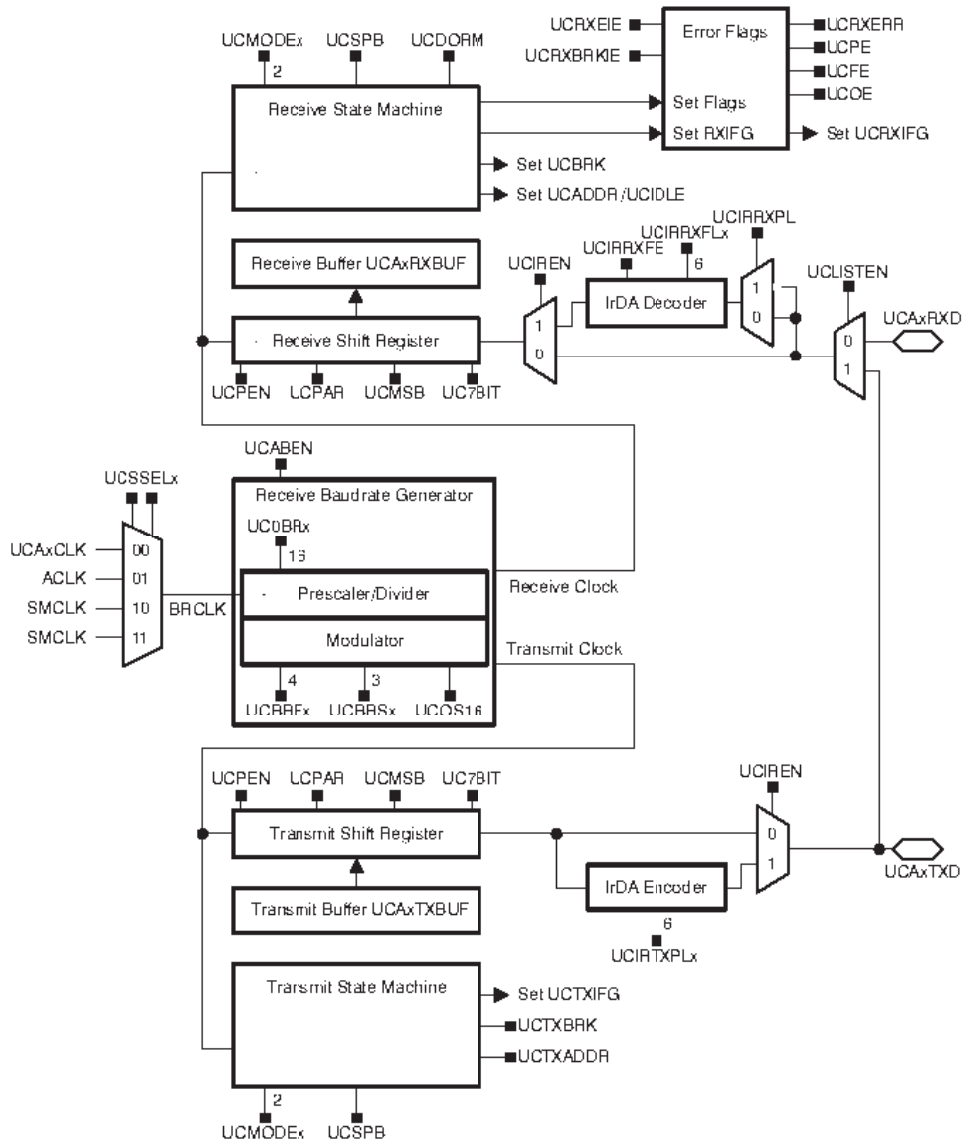 UCMODEx UCSPB UCDORM
2
Receive State Machine
UCRXEIE
UCRXBRKIE
Error Flags
Set Flags
Set RXIFG
UCRXERR
UCPE
UCFE
UCOE
Set UCRXIFG
Set UCBRK
Set UCADDR/UCIDLE
Receive Buffer UCAxRXBUF
Receive Shift Register
UCPEN UCPAR UCMSB UC7BIT
UCIREN
1
0
UCIRRXFE
UCIRRXFLx
6
IrDA Decoder
UCIRRXPL
1
0
UCLISTEN
0
1
UCAxRXD
UCABEN
Receive Baudrate Generator
UC0BRx
16
Prescaler/Divider
Modulator
4 3
UCBRFx UCBRSx UCOS16
UCSSELx
UCAxCLK 00
ACLK 01
SMCLK 10
SMCLK 11
BRCLK
Receive Clock
Transmit Clock
UCPEN UCPAR UCMSB UC7BIT
Transmit Shift Register
Transmit Buffer UCAxTXBUF
IrDA Encoder
6
UCIRTXPLx
UCIREN
0
1
UCAxTXD
Transmit State Machine
Set UCTXIFG
UCTXBRK
UCTXADDR
2
UCMODEx UCSPB